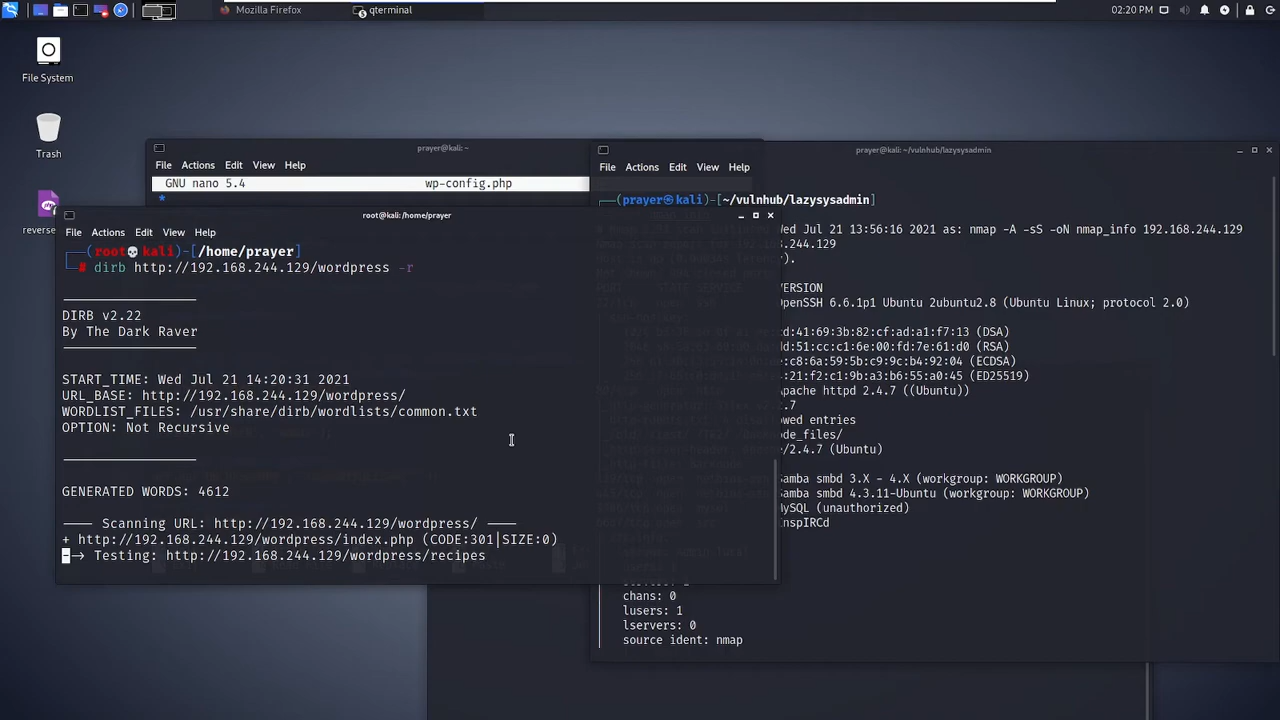 Mozilla Firefox
qterminal
02:20 PM
File System
Trash
reverse
prayer@kali: ~
File Actions Edit View Help
GNU nano 5.4 wp-config.php
*
root@kali: /home/prayer
File Actions Edit View Help
(root💀kali)-[/home/prayer]
# dirb http://192.168.244.129/wordpress -r
DIRB v2.22
By The Dark Raver
START_TIME: Wed Jul 21 14:20:31 2021
URL_BASE: http://192.168.244.129/wordpress/
WORDLIST_FILES: /usr/share/dirb/wordlists/common.txt
OPTION: Not Recursive
GENERATED WORDS: 4612
---- Scanning URL: http://192.168.244.129/wordpress/ ----
+ http://192.168.244.129/wordpress/index.php (CODE:301|SIZE:0)
--> Testing: http://192.168.244.129/wordpress/recipes
prayer@kali: ~/vulnhub/lazysysadmin
File Actions Edit View Help
(prayer㉿kali)-[~/vulnhub/lazysysadmin]
Wed Jul 21 13:56:16 2021 as: nmap -A -sS -oN nmap_info 192.168.244.129
.244.129
).
VERSION
OpenSSH 6.6.1p1 Ubuntu 2ubuntu2.8 (Ubuntu Linux; protocol 2.0)
cd:41:69:3b:82:cf:ad:a1:f7:13 (DSA)
dd:51:cc:c1:6e:00:fd:7e:61:d0 (RSA)
e:c8:6a:59:5b:c9:9c:b4:92:04 (ECDSA)
:21:f2:c1:9b:a3:b6:55:a0:45 (ED25519)
Apache httpd 2.4.7 ((Ubuntu))
.7
owed entries
ode_files/
/2.4.7 (Ubuntu)
Samba smbd 3.X - 4.X (workgroup: WORKGROUP)
Samba smbd 4.3.11-Ubuntu (workgroup: WORKGROUP)
MySQL (unauthorized)
InspIRCd
chans: 0
lusers: 1
lservers: 0
source ident: nmap